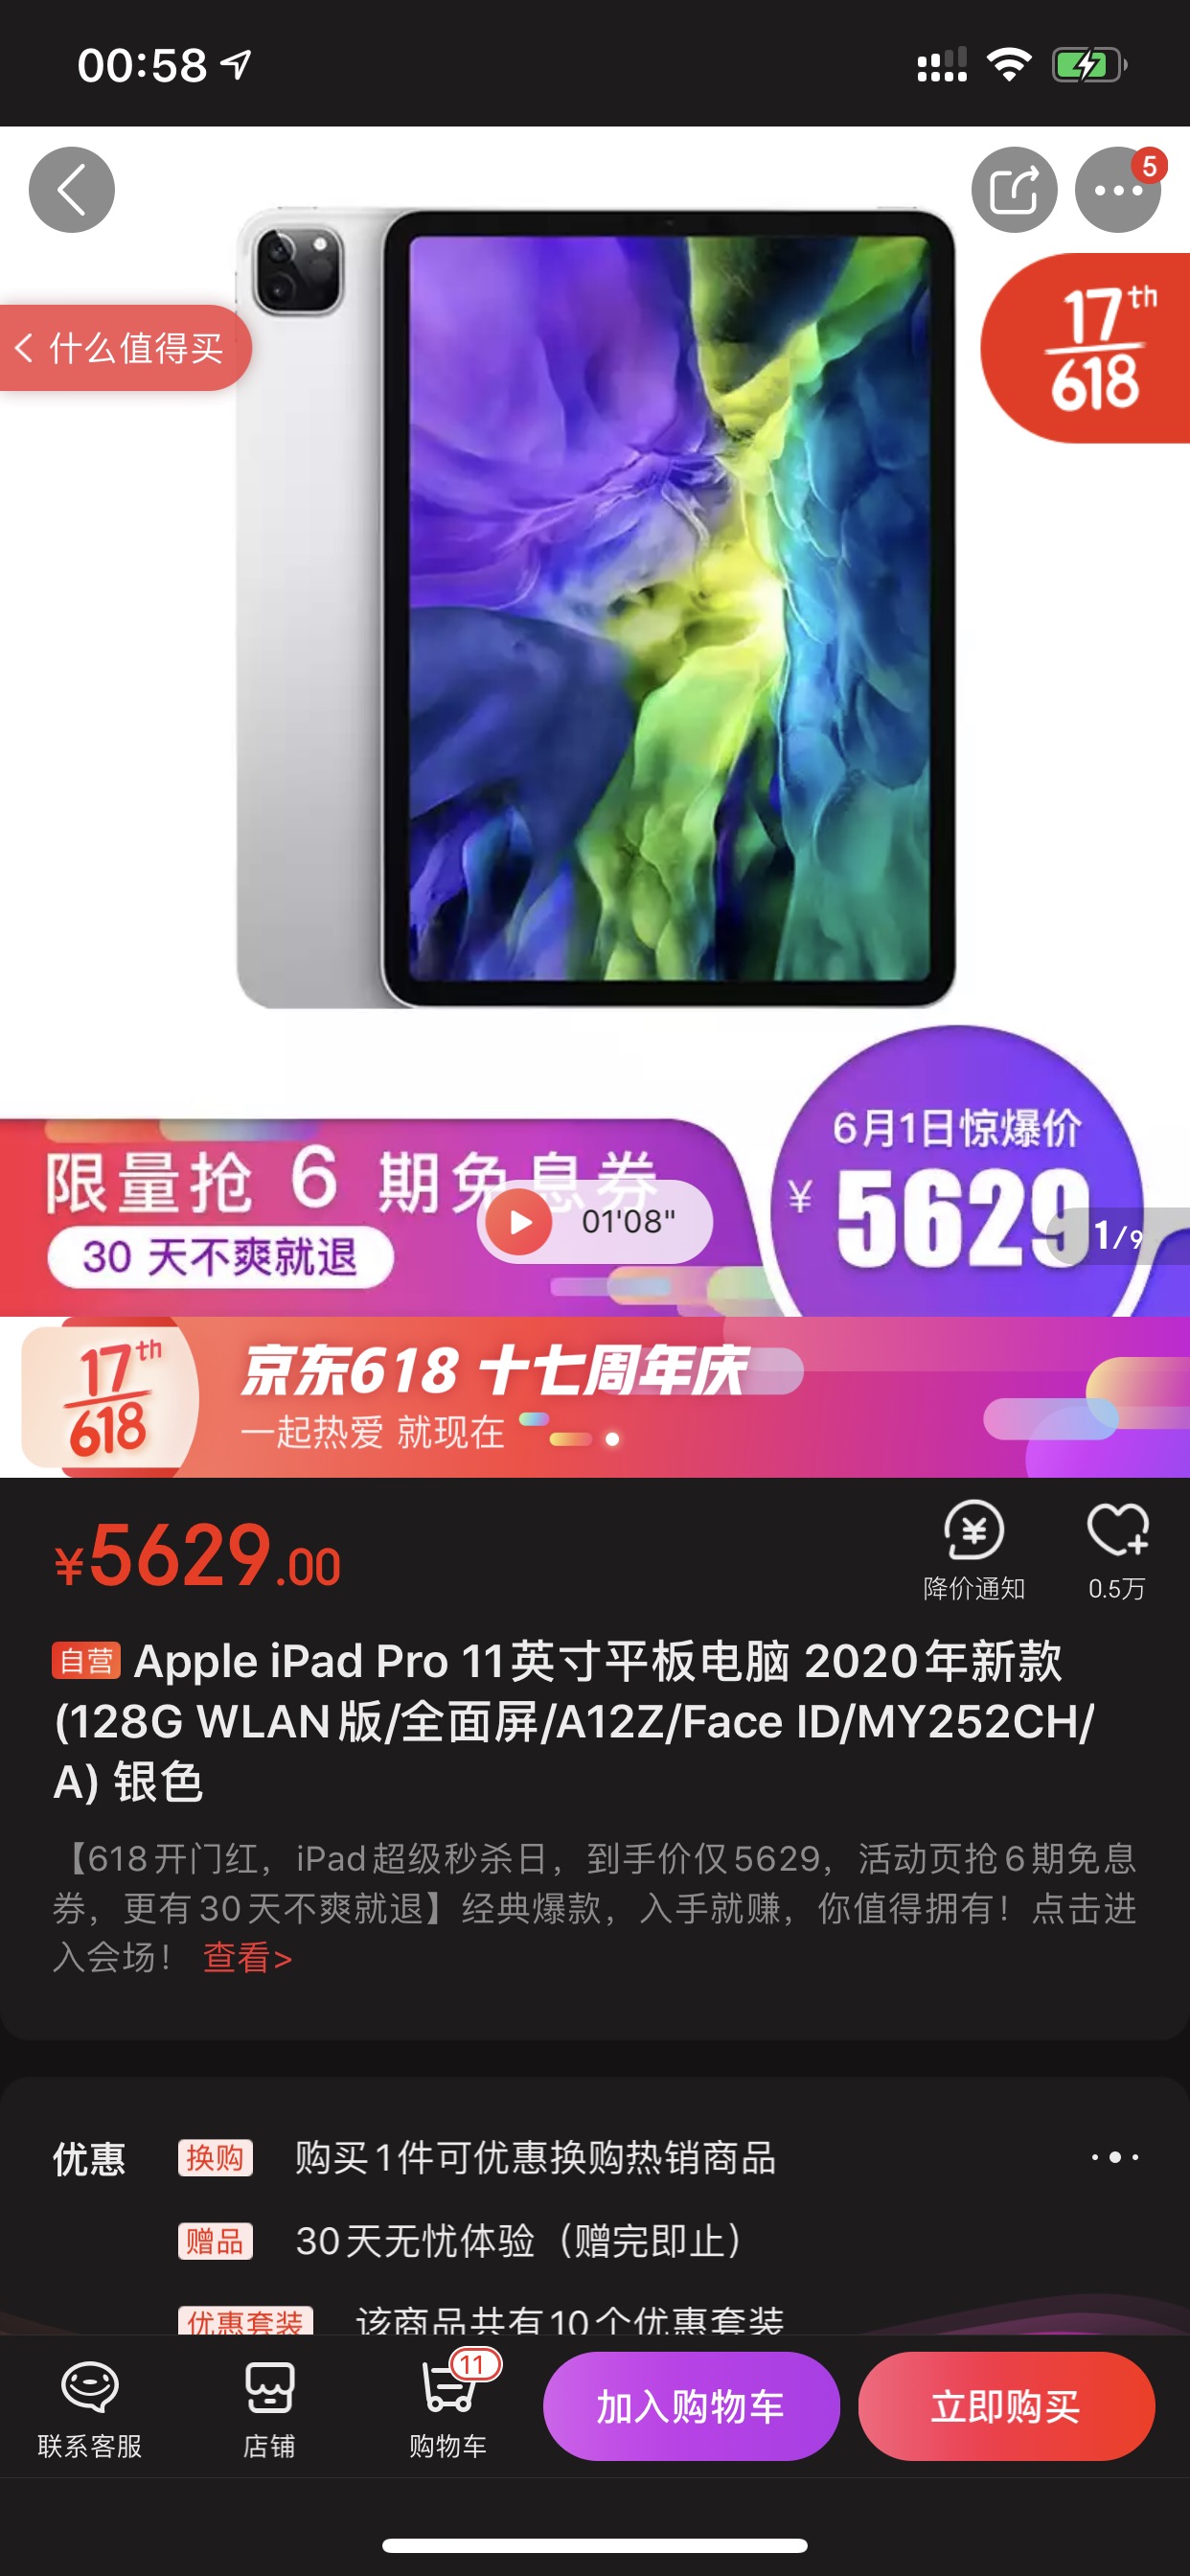 00:58
5
什么值得买
17th
618
6月1日惊爆价
限量抢 6 期免息券
¥ 5629
30 天不爽就退
01'08"
1/9
17th
618
京东618 十七周年庆
一起热爱 就现在
¥5629.00
降价通知
0.5万
自营 Apple iPad Pro 11英寸平板电脑 2020年新款
(128G WLAN版/全面屏/A12Z/Face ID/MY252CH/
A) 银色
【618开门红，iPad超级秒杀日，到手价仅5629，活动页抢6期免息
券，更有30天不爽就退】经典爆款，入手就赚，你值得拥有！点击进
入会场！ 查看>
优惠 换购 购买1件可优惠换购热销商品
赠品 30天无忧体验（赠完即止）
优惠套装 该商品共有10个优惠套装
联系客服
店铺
11
购物车
加入购物车
立即购买